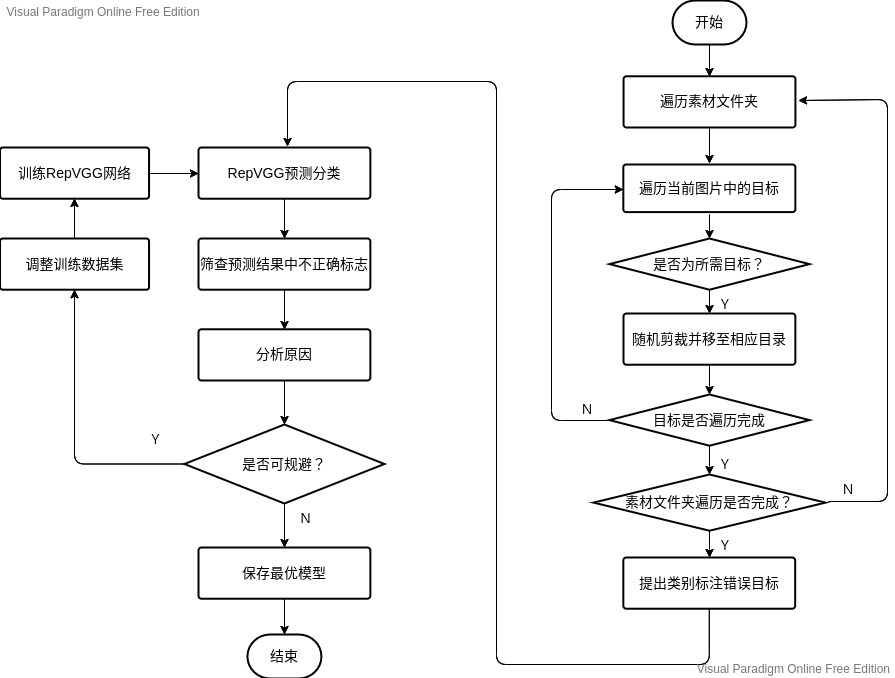 Visual Paradigm Online Free Edition
开始
遍历素材文件夹
遍历当前图片中的目标
是否为所需目标？
Y
随机剪裁并移至相应目录
目标是否遍历完成
N
Y
素材文件夹遍历是否完成？
N
Y
提出类别标注错误目标
训练RepVGG网络
RepVGG预测分类
调整训练数据集
筛查预测结果中不正确标志
分析原因
Y
是否可规避？
N
保存最优模型
结束
Visual Paradigm Online Free Edition